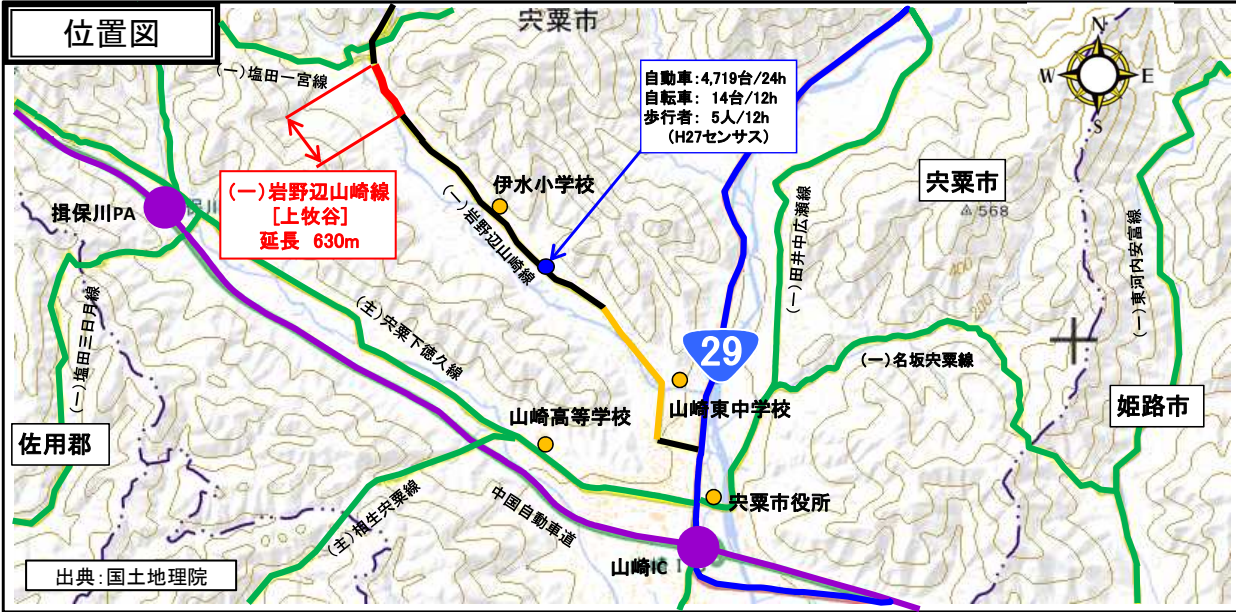 位置図
宍粟市
N
W
E
S
(一)塩田一宮線
自動車:4,719台/24h
自転車: 14台/12h
歩行者: 5人/12h
(H27センサス)
伊水小学校
宍粟市
568
(一)岩野辺山崎線
[上牧谷]
延長 630m
揖保川PA
(一)岩野辺山崎線
(一)田井中広瀬線
(一)東河内安富線
400
200
(一)塩田三日月線
(主)宍粟下徳久線
29
(一)名坂宍粟線
山崎東中学校
姫路市
山崎高等学校
佐用郡
宍粟市役所
(主)相生宍粟線
中国自動車道
山崎IC
出典:国土地理院